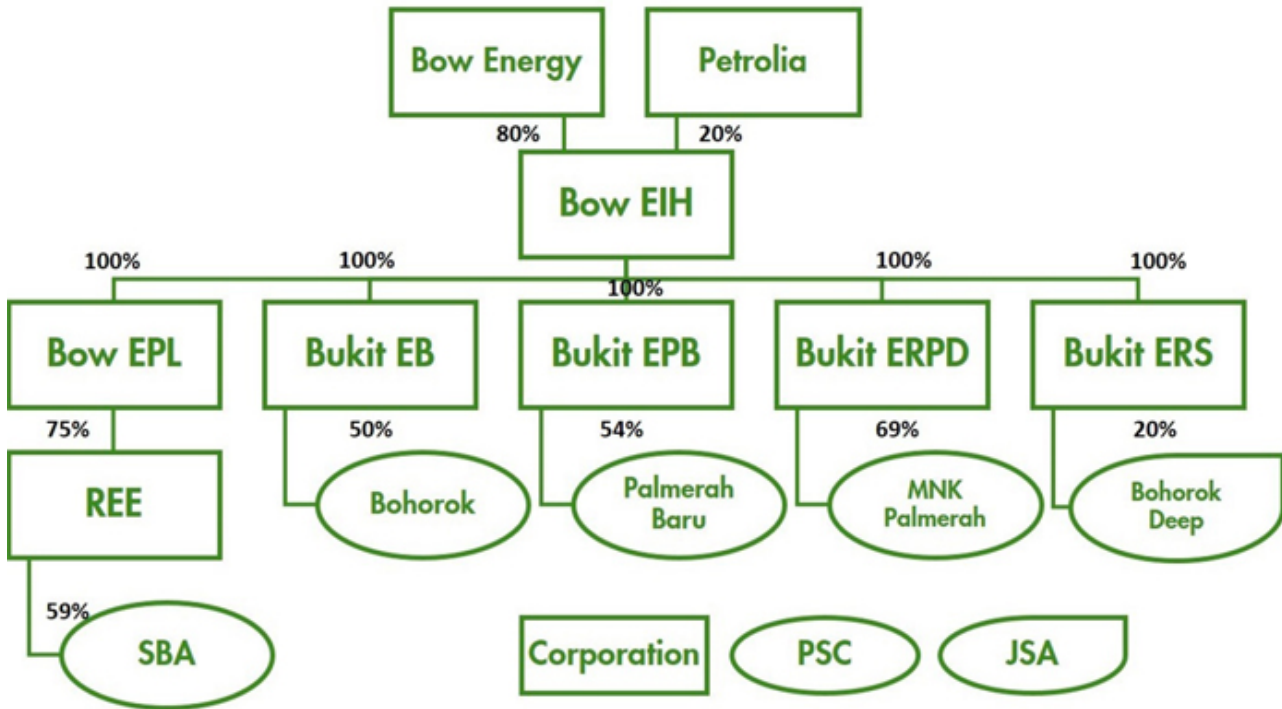 Bow Energy
Petrolia
80%
20%
Bow EIH
100%
100%
100%
100%
100%
Bow EPL
Bukit EB
Bukit EPB
Bukit ERPD
Bukit ERS
75%
50%
54%
69%
20%
REE
Bohorok
Palmerah
Baru
MNK
Palmerah
Bohorok
Deep
59%
SBA
Corporation
PSC
JSA